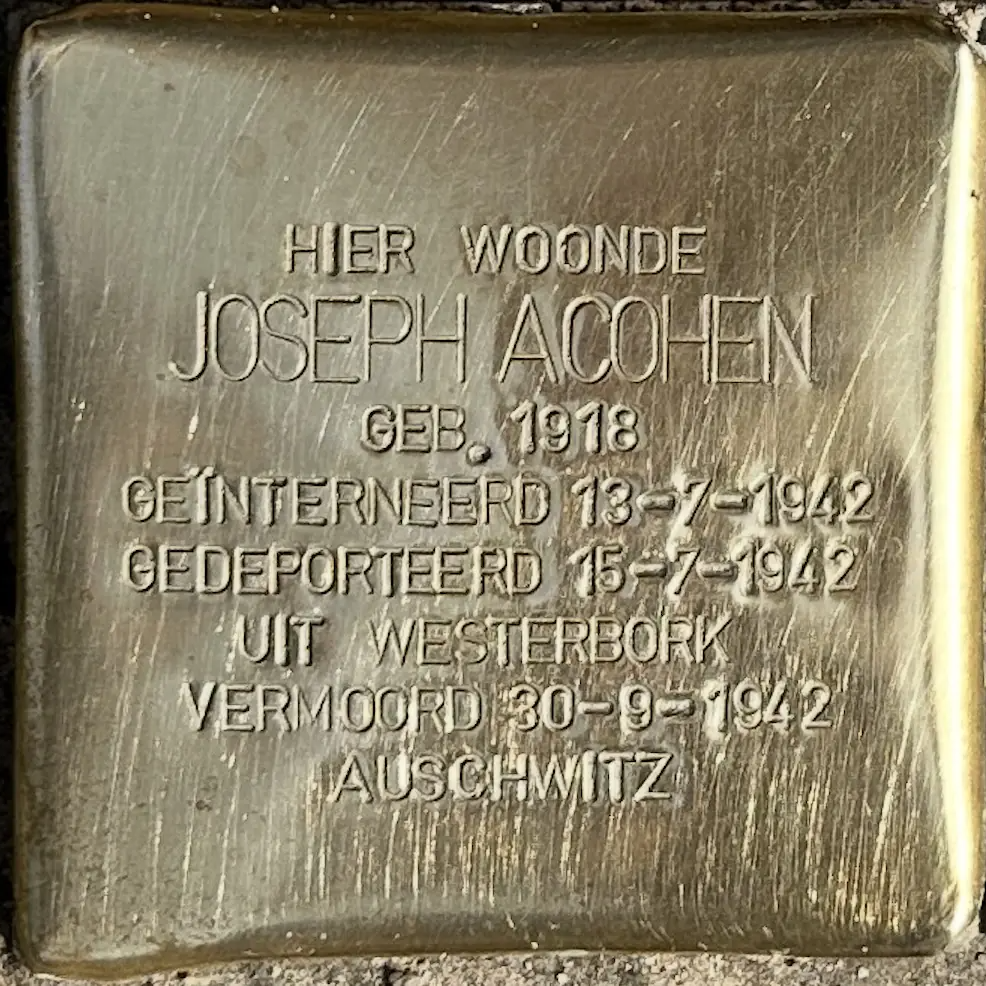 HIER WOONDE
JOSEPH ACOHEN
GEB. 1918
GEÏNTERNEERD 13-7-1942
GEDEPORTEERD 15-7-1942
UIT WESTERBORK
VERMOORD 30-9-1942
AUSCHWITZ